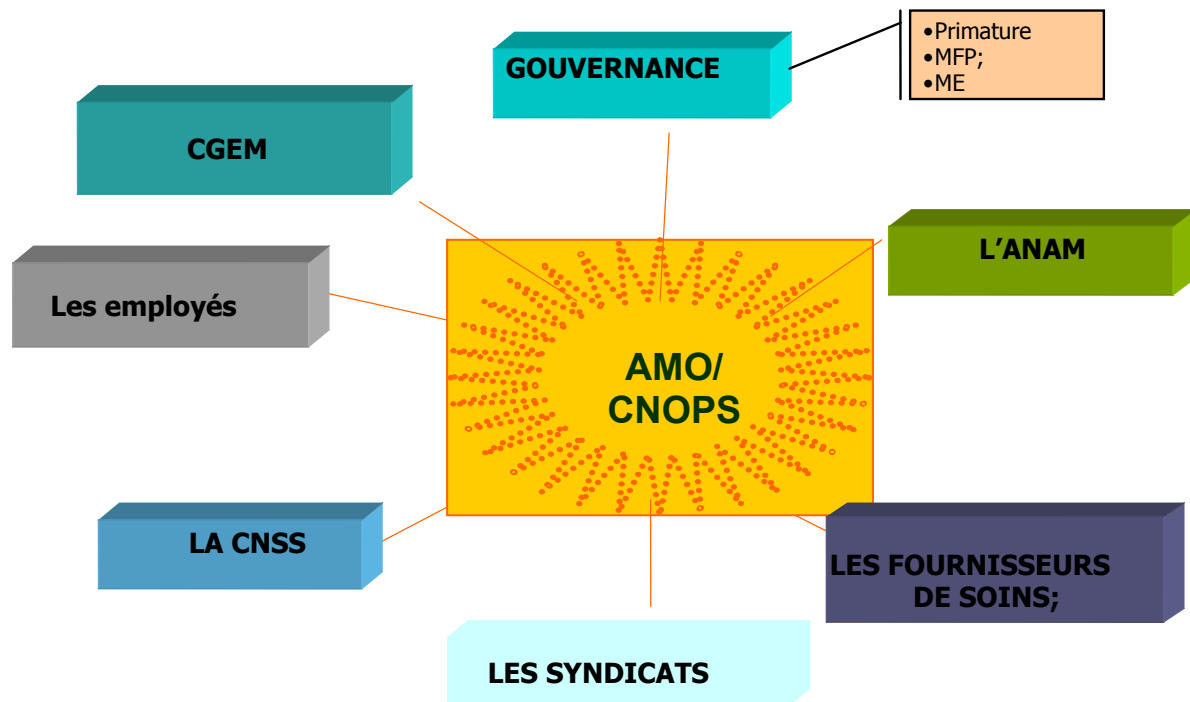 GOUVERNANCE
•Primature
•MFP;
•ME
CGEM
L’ANAM
Les employés
AMO/
CNOPS
LA CNSS
LES FOURNISSEURS
DE SOINS;
LES SYNDICATS